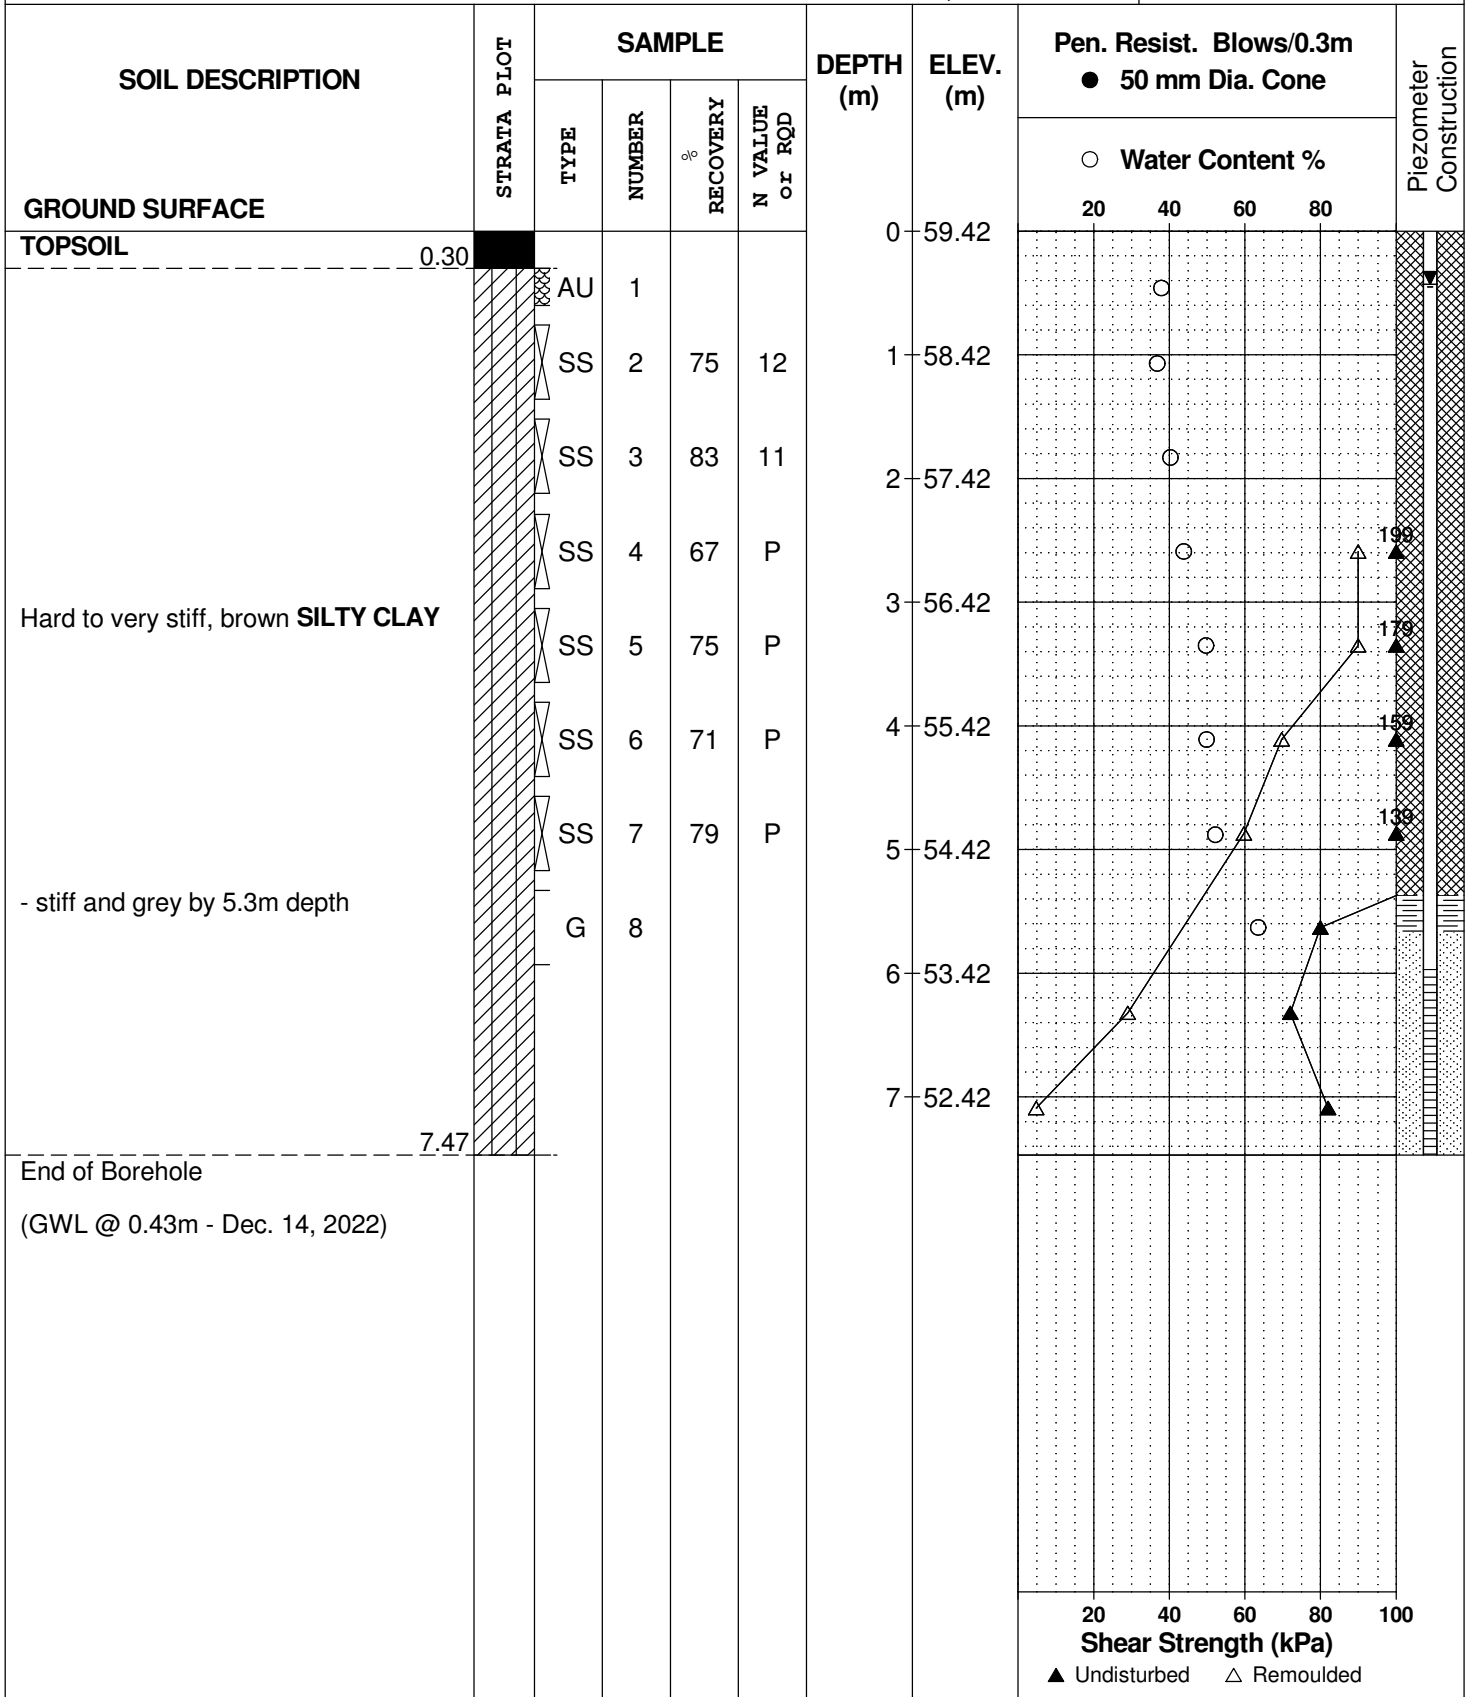 SOIL DESCRIPTION
GROUND SURFACE
STRATA PLOT
SAMPLE
TYPE
NUMBER
%
RECOVERY
N VALUE
or RQD
DEPTH
(m)
ELEV.
(m)
Pen. Resist. Blows/0.3m
● 50 mm Dia. Cone
○ Water Content %
20 40 60 80
Piezometer
Construction
TOPSOIL
0.30
0 59.42
AU 1
SS 2 75 12
1 58.42
SS 3 83 11
2 57.42
SS 4 67 P
199
3 56.42
Hard to very stiff, brown SILTY CLAY
SS 5 75 P
179
4 55.42
SS 6 71 P
159
SS 7 79 P
139
5 54.42
- stiff and grey by 5.3m depth
G 8
6 53.42
7 52.42
7.47
End of Borehole
(GWL @ 0.43m - Dec. 14, 2022)
20 40 60 80 100
Shear Strength (kPa)
▲ Undisturbed △ Remoulded